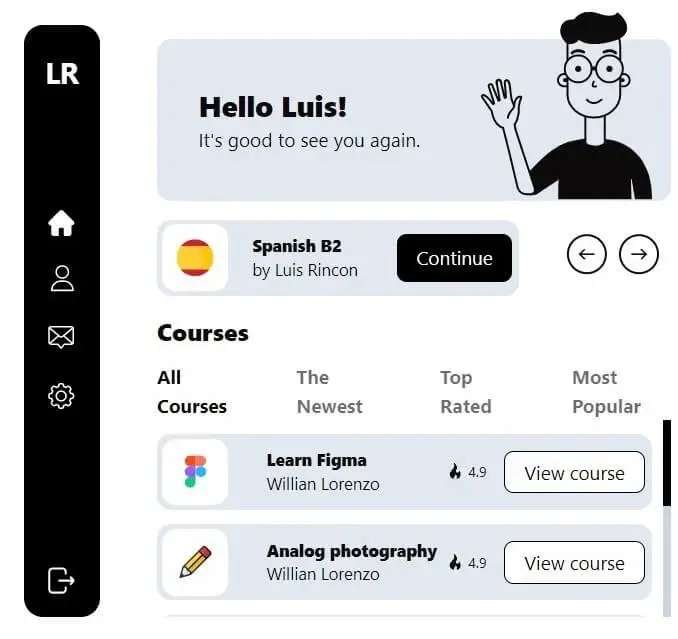 LR
Hello Luis!
It's good to see you again.
Spanish B2
by Luis Rincon
Continue
Courses
All
Courses
The
Newest
Top
Rated
Most
Popular
Learn Figma
Willian Lorenzo
4.9
View course
Analog photography
Willian Lorenzo
4.9
View course